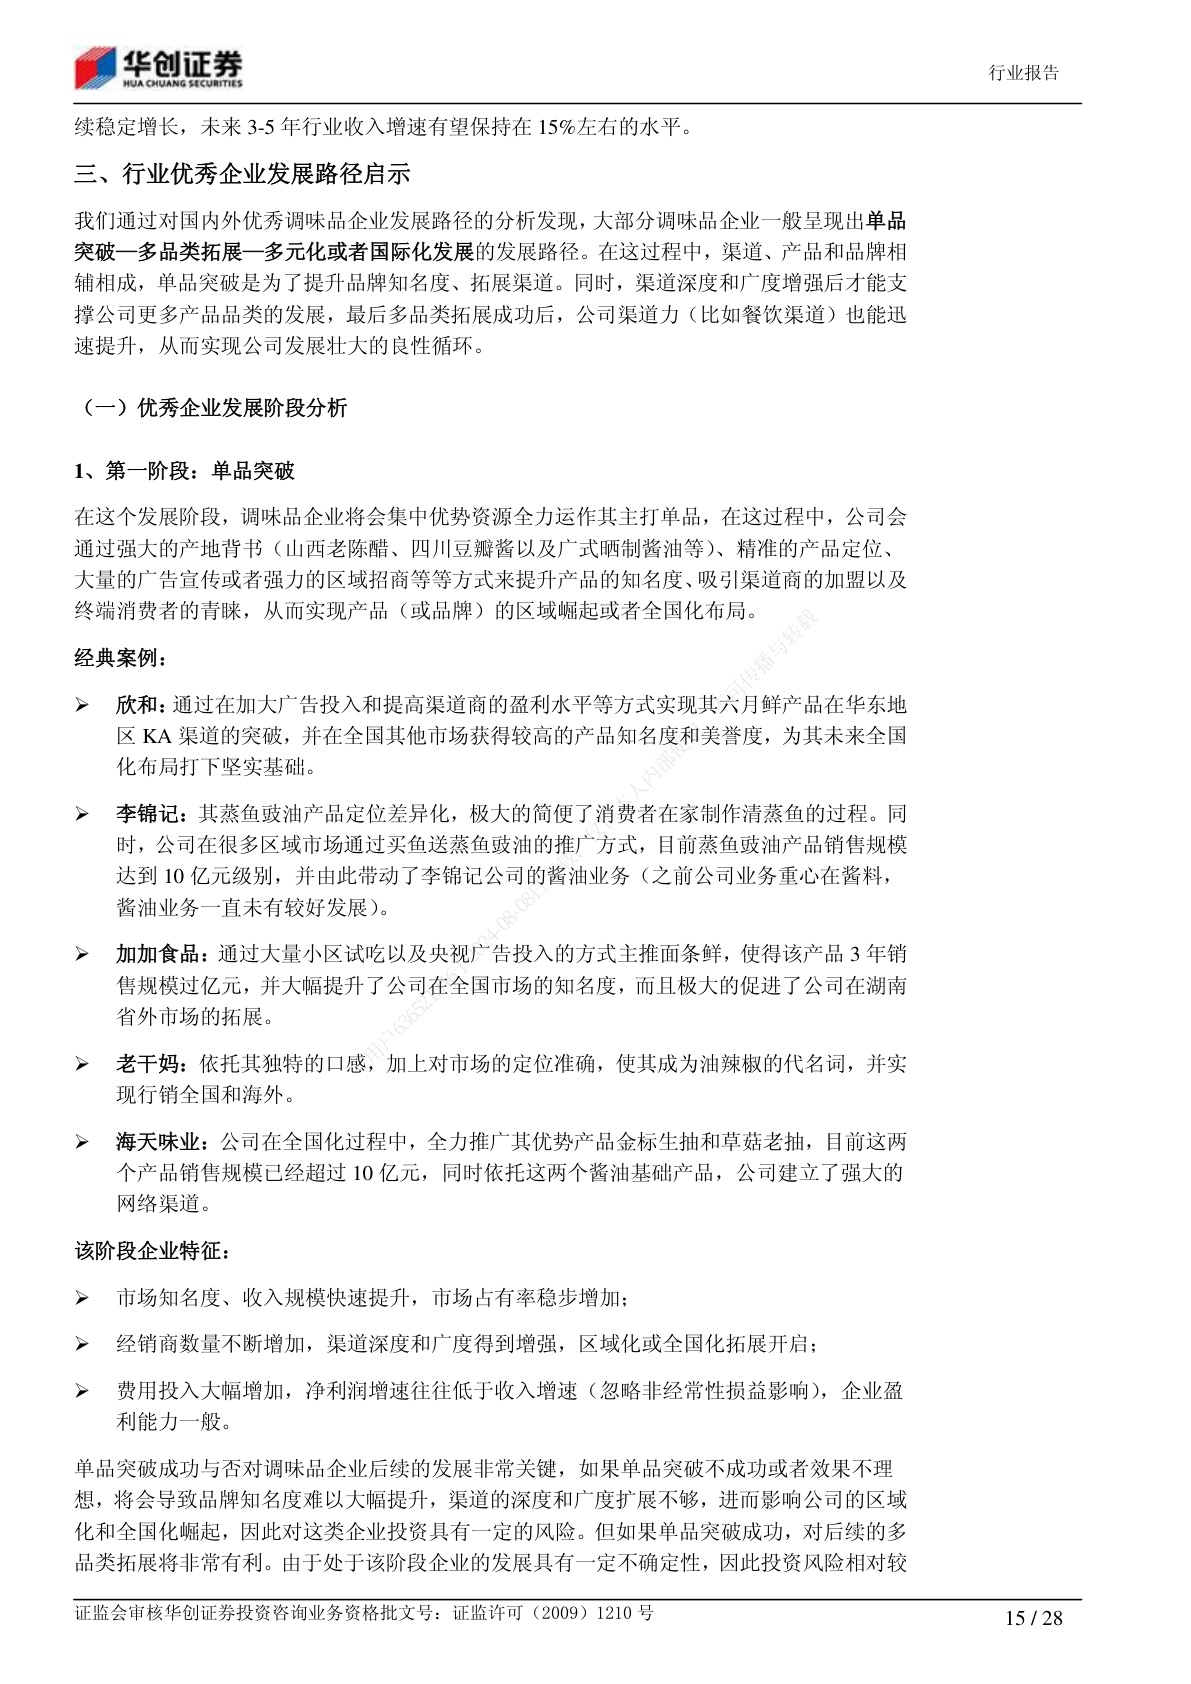 华创证券
HUA CHUANG SECURITIES
行业报告
续稳定增长，未来 3-5 年行业收入增速有望保持在 15%左右的水平。
三、行业优秀企业发展路径启示
我们通过对国内外优秀调味品企业发展路径的分析发现，大部分调味品企业一般呈现出单品
突破—多品类拓展—多元化或者国际化发展的发展路径。在这过程中，渠道、产品和品牌相
辅相成，单品突破是为了提升品牌知名度、拓展渠道。同时，渠道深度和广度增强后才能支
撑公司更多产品品类的发展，最后多品类拓展成功后，公司渠道力（比如餐饮渠道）也能迅
速提升，从而实现公司发展壮大的良性循环。
（一）优秀企业发展阶段分析
1、第一阶段：单品突破
在这个发展阶段，调味品企业将会集中优势资源全力运作其主打单品，在这过程中，公司会
通过强大的产地背书（山西老陈醋、四川豆瓣酱以及广式晒制酱油等）、精准的产品定位、
大量的广告宣传或者强力的区域招商等等方式来提升产品的知名度、吸引渠道商的加盟以及
终端消费者的青睐，从而实现产品（或品牌）的区域崛起或者全国化布局。
经典案例：
➢ 欣和：通过在加大广告投入和提高渠道商的盈利水平等方式实现其六月鲜产品在华东地
区 KA 渠道的突破，并在全国其他市场获得较高的产品知名度和美誉度，为其未来全国
化布局打下坚实基础。
➢ 李锦记：其蒸鱼豉油产品定位差异化，极大的简便了消费者在家制作清蒸鱼的过程。同
时，公司在很多区域市场通过买鱼送蒸鱼豉油的推广方式，目前蒸鱼豉油产品销售规模
达到 10 亿元级别，并由此带动了李锦记公司的酱油业务（之前公司业务重心在酱料，
酱油业务一直未有较好发展）。
➢ 加加食品：通过大量小区试吃以及央视广告投入的方式主推面条鲜，使得该产品 3 年销
售规模过亿元，并大幅提升了公司在全国市场的知名度，而且极大的促进了公司在湖南
省外市场的拓展。
➢ 老干妈：依托其独特的口感，加上对市场的定位准确，使其成为油辣椒的代名词，并实
现行销全国和海外。
➢ 海天味业：公司在全国化过程中，全力推广其优势产品金标生抽和草菇老抽，目前这两
个产品销售规模已经超过 10 亿元，同时依托这两个酱油基础产品，公司建立了强大的
网络渠道。
该阶段企业特征：
➢ 市场知名度、收入规模快速提升，市场占有率稳步增加；
➢ 经销商数量不断增加，渠道深度和广度得到增强，区域化或全国化拓展开启；
➢ 费用投入大幅增加，净利润增速往往低于收入增速（忽略非经常性损益影响），企业盈
利能力一般。
单品突破成功与否对调味品企业后续的发展非常关键，如果单品突破不成功或者效果不理
想，将会导致品牌知名度难以大幅提升，渠道的深度和广度扩展不够，进而影响公司的区域
化和全国化崛起，因此对这类企业投资具有一定的风险。但如果单品突破成功，对后续的多
品类拓展将非常有利。由于处于该阶段企业的发展具有一定不确定性，因此投资风险相对较
证监会审核华创证券投资咨询业务资格批文号：证监许可（2009）1210 号
15 / 28